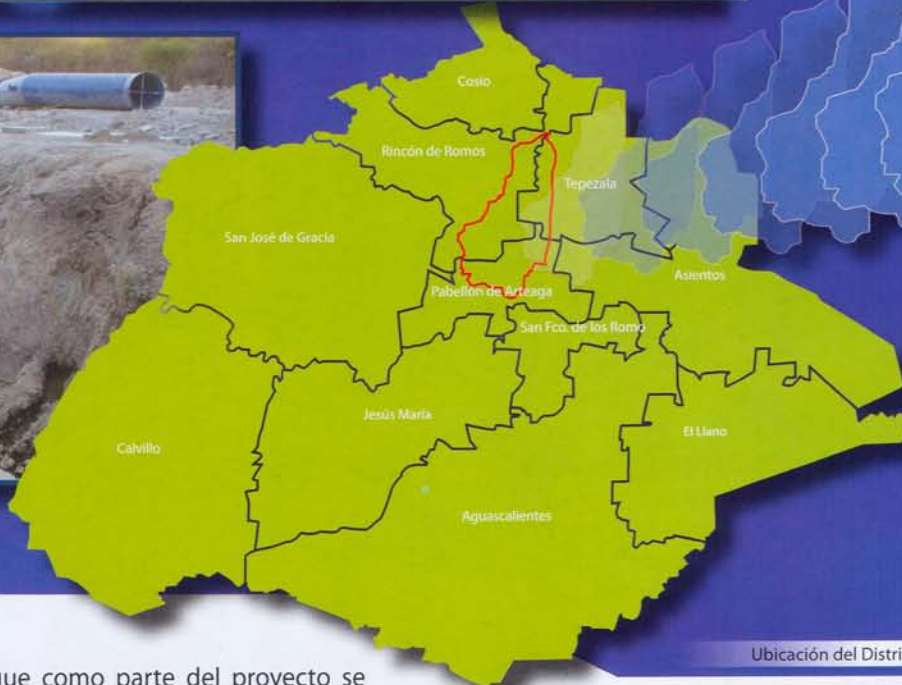 Cosío
Rincón de Romos
Tepezala
San José de Gracia
Asientos
Pabellón de Arteaga
San Fco. de los Romo
Jesús María
El Llano
Calvillo
Aguascalientes
Ubicación del
que como parte del proyecto se